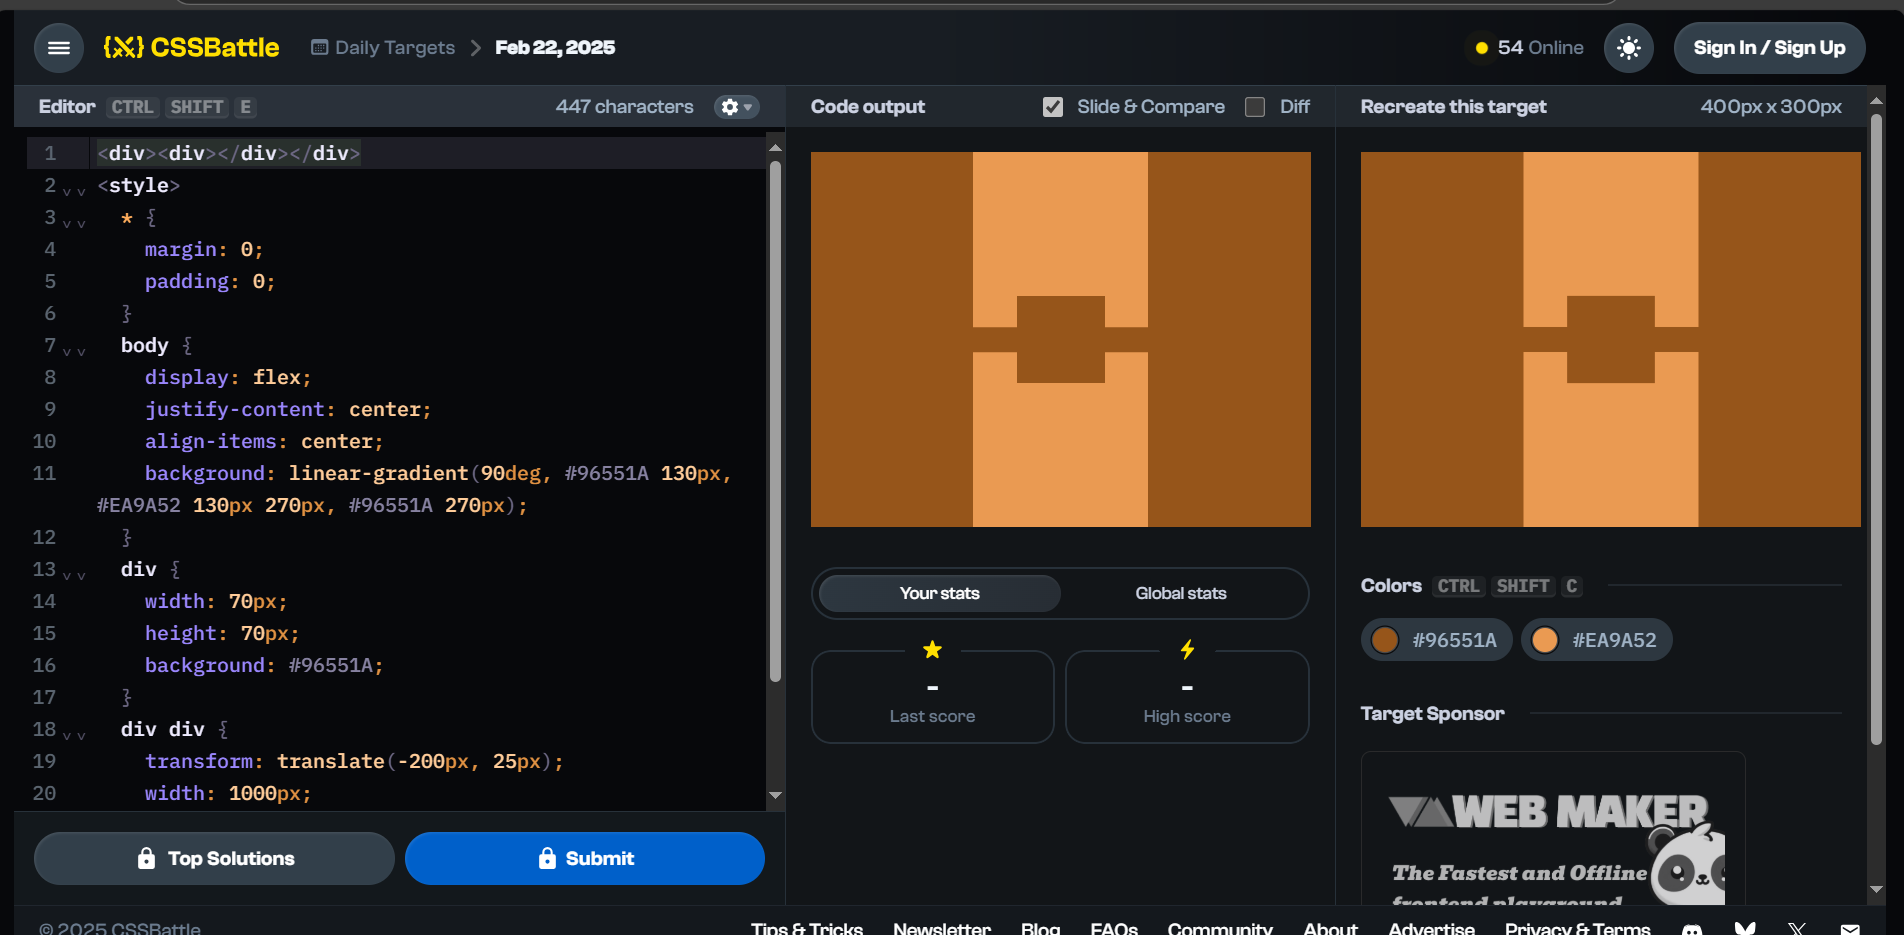 CSSBattle
Daily Targets > Feb 22, 2025
54 Online
Sign In / Sign Up
Editor CTRL SHIFT E
447 characters
1 <div><div></div></div>
2 <style>
3 * {
4 margin: 0;
5 padding: 0;
6 }
7 body {
8 display: flex;
9 justify-content: center;
10 align-items: center;
11 background: linear-gradient(90deg, #96551A 130px,
#EA9A52 130px 270px, #96551A 270px);
12 }
13 div {
14 width: 70px;
15 height: 70px;
16 background: #96551A;
17 }
18 div div {
19 transform: translate(-200px, 25px);
20 width: 1000px;
Top Solutions
Submit
Code output
Slide & Compare
Diff
Your stats
Global stats
-
Last score
-
High score
Recreate this target
400px x 300px
Colors CTRL SHIFT C
#96551A
#EA9A52
Target Sponsor
WEB MAKER
The Fastest and Offline
frontend playground
© 2025 CSSBattle
Tips & Tricks
Newsletter
Blog
FAQs
Community
About
Advertise
Privacy & Terms